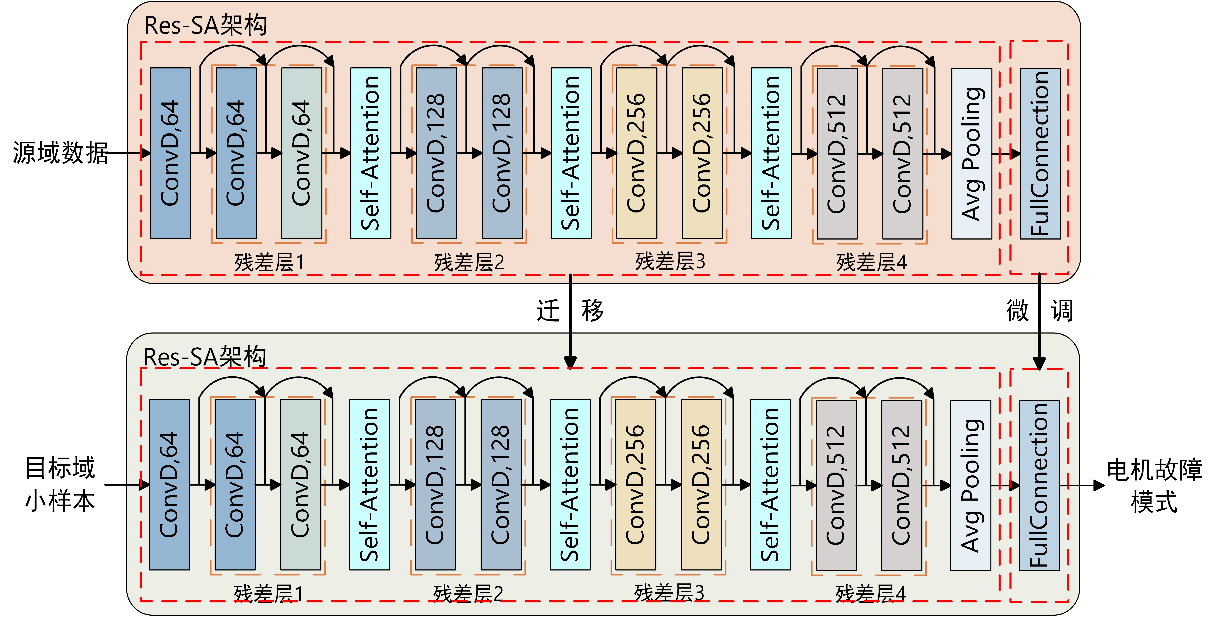 Res-SA架构
源域数据
ConvD,64
ConvD,64
ConvD,64
Self-Attention
ConvD,128
ConvD,128
Self-Attention
ConvD,256
ConvD,256
Self-Attention
ConvD,512
ConvD,512
Avg Pooling
FullConnection
残差层1
残差层2
残差层3
残差层4
迁 移
微 调
Res-SA架构
目标域
小样本
ConvD,64
ConvD,64
ConvD,64
Self-Attention
ConvD,128
ConvD,128
Self-Attention
ConvD,256
ConvD,256
Self-Attention
ConvD,512
ConvD,512
Avg Pooling
FullConnection
电机故障
模式
残差层1
残差层2
残差层3
残差层4